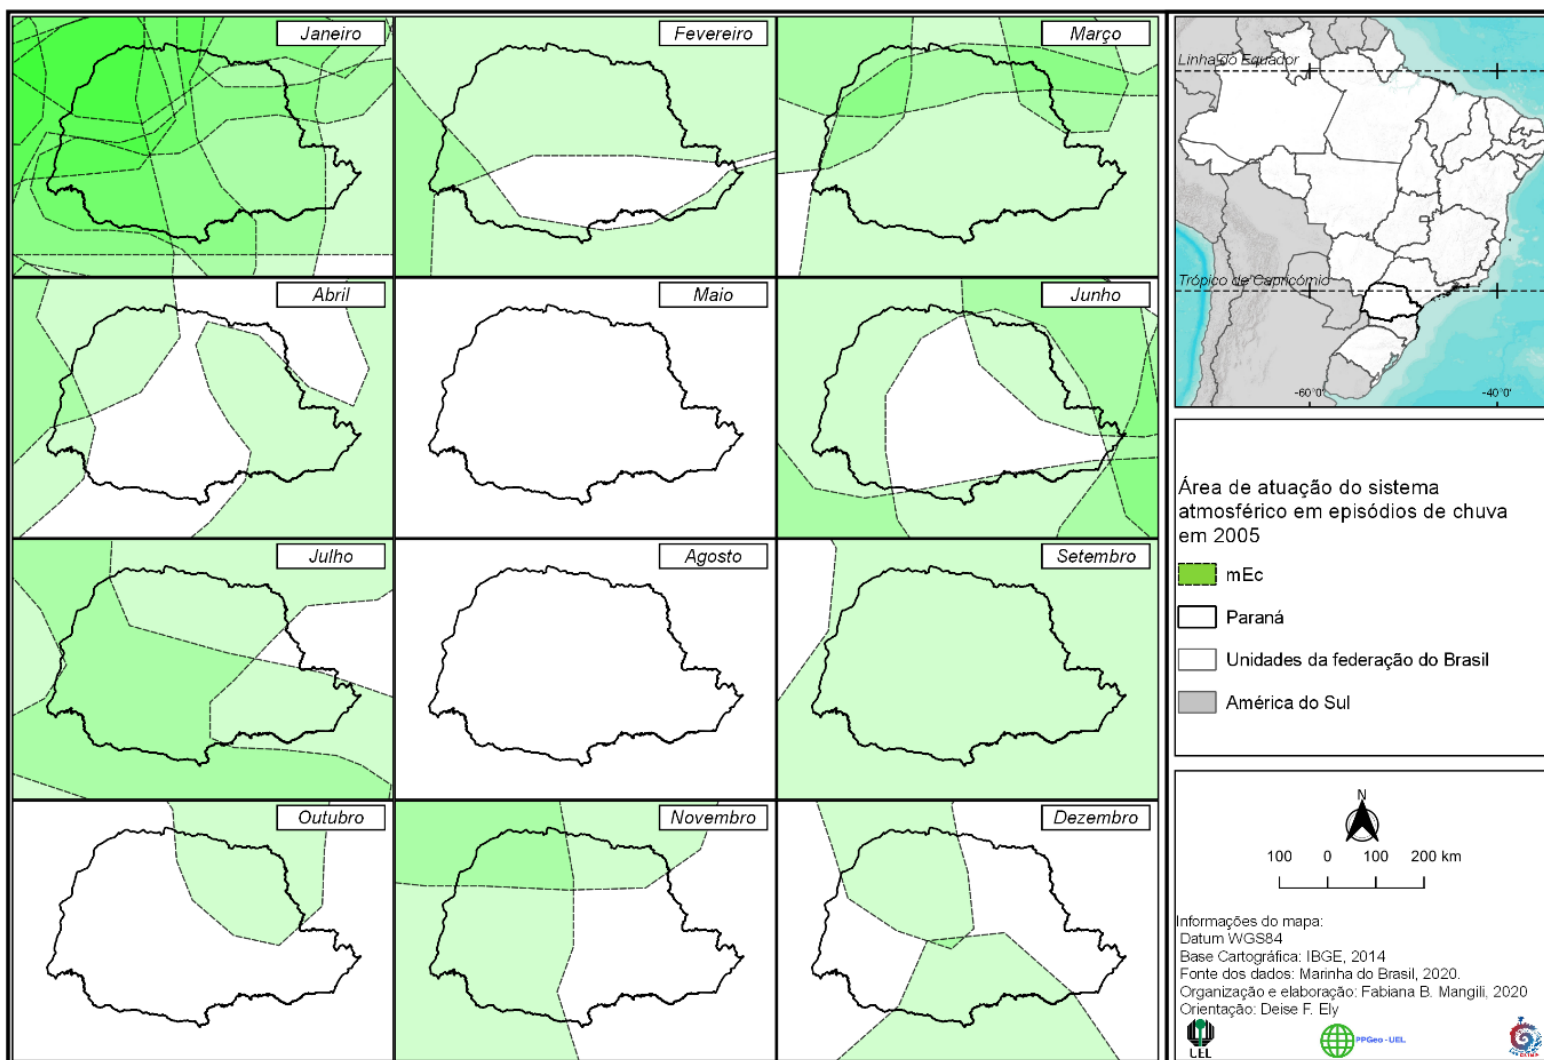 Janeiro
Fevereiro
Março
Abril
Maio
Junho
Julho
Agosto
Setembro
Outubro
Novembro
Dezembro
Linha do Equador
Trópico de Capricórnio
-60°0'
-40°0'
Área de atuação do sistema
atmosférico em episódios de chuva
em 2005
mEc
Paraná
Unidades da federação do Brasil
América do Sul
N
100 0 100 200 km
Informações do mapa:
Datum WGS84
Base Cartográfica: IBGE, 2014
Fonte dos dados: Marinha do Brasil, 2020.
Organização e elaboração: Fabiana B. Mangili, 2020
Orientação: Deise F. Ely
UEL
PPGeo - UEL